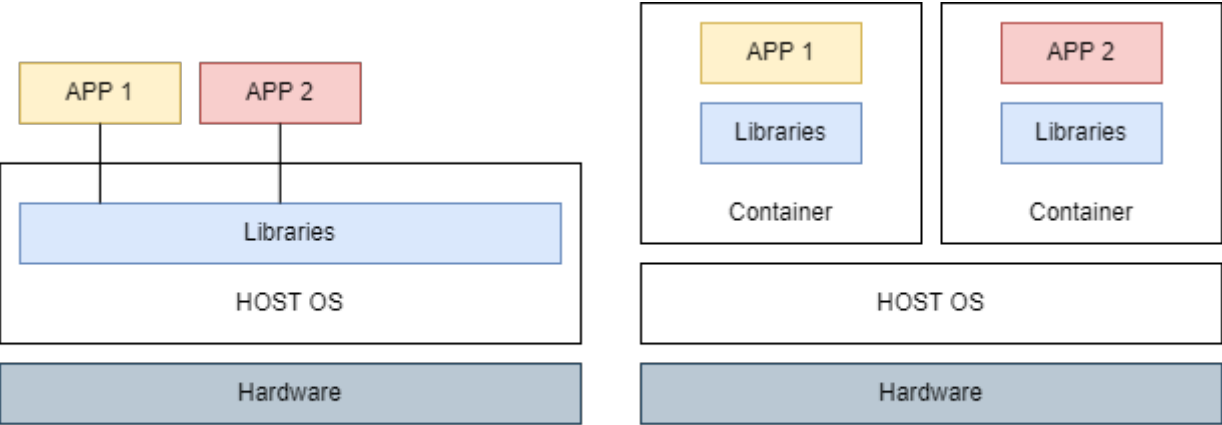 APP 1
APP 2
Libraries
HOST OS
Hardware
APP 1
Libraries
Container
APP 2
Libraries
Container
HOST OS
Hardware